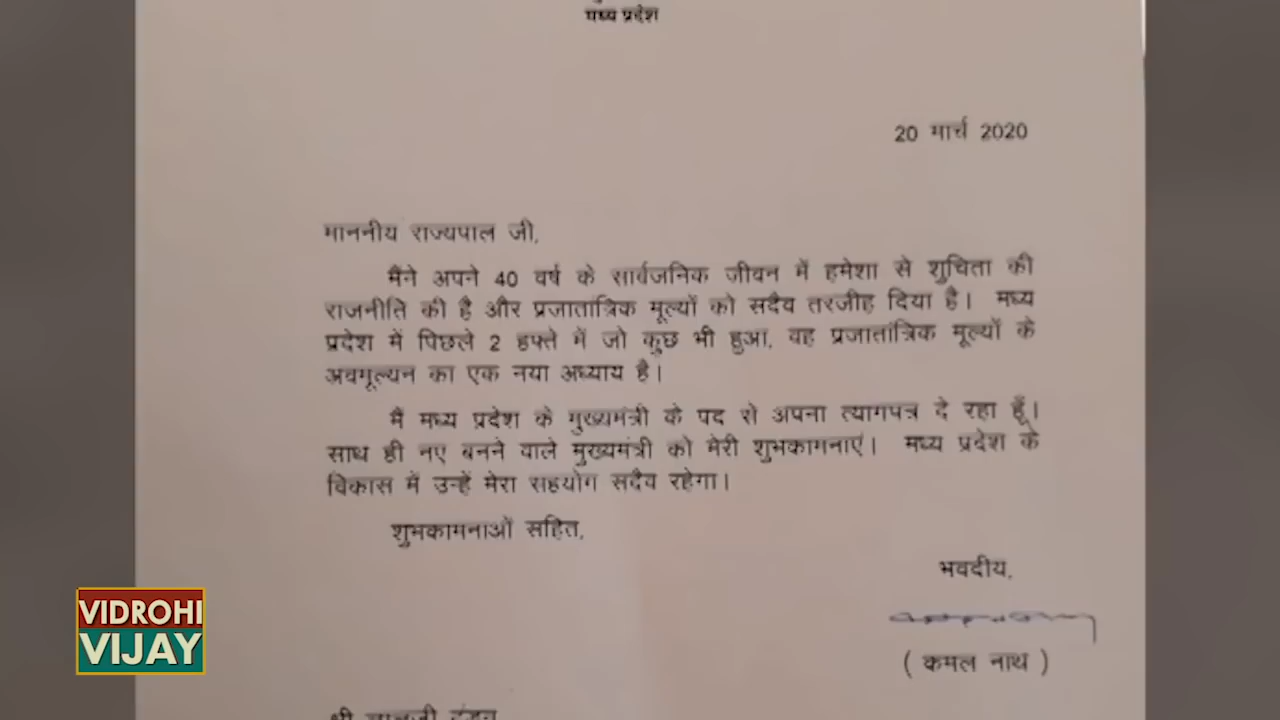 मध्य प्रदेश
20 मार्च 2020
माननीय राज्यपाल जी,
मैंने अपने 40 वर्ष के सार्वजनिक जीवन में हमेशा से शुचिता की
राजनीति की है और प्रजातात्रिक मूल्यों को सदैव तरजीह दिया है। मध्य
प्रदेश में पिछले 2 हफ्ते में जो कुछ भी हुआ, वह प्रजातांत्रिक मूल्यों के
अवमूल्यन का एक नया अध्याय है।
मैं मध्य प्रदेश के मुख्यमंत्री के पद से अपना त्यागपत्र दे रहा हूँ।
साथ ही नए बनने वाले मुख्यमंत्री को मेरी शुभकामनाएं। मध्य प्रदेश के
विकास में उन्हें मेरा सहयोग सदैव रहेगा।
शुभकामनाओं सहित,
भवदीय,
( कमल नाथ )
VIDROHI
VIJAY